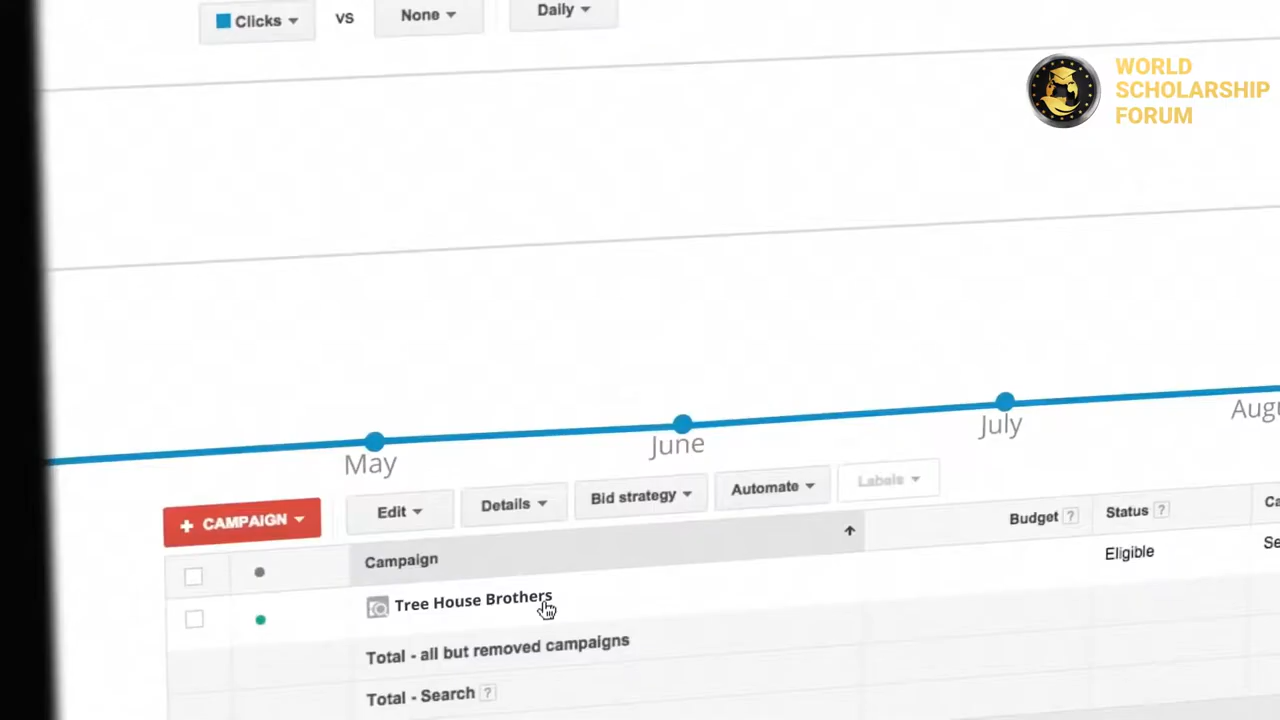 Clicks vs None Daily
WORLD
SCHOLARSHIP
FORUM
May June July
+ CAMPAIGN Edit Details Bid strategy Automate Labels
Campaign Budget ? Status ?
Tree House Brothers Eligible
Total - all but removed campaigns
Total - Search ?